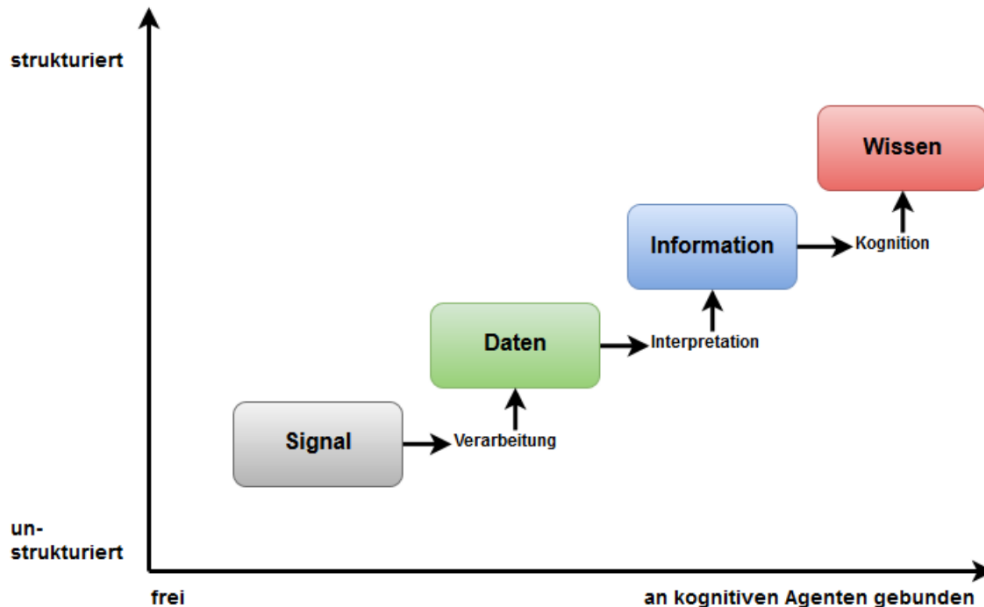 strukturiert
Wissen
Information
Kognition
Daten
Interpretation
Signal
Verarbeitung
un-
strukturiert
frei
an kognitiven Agenten gebunden